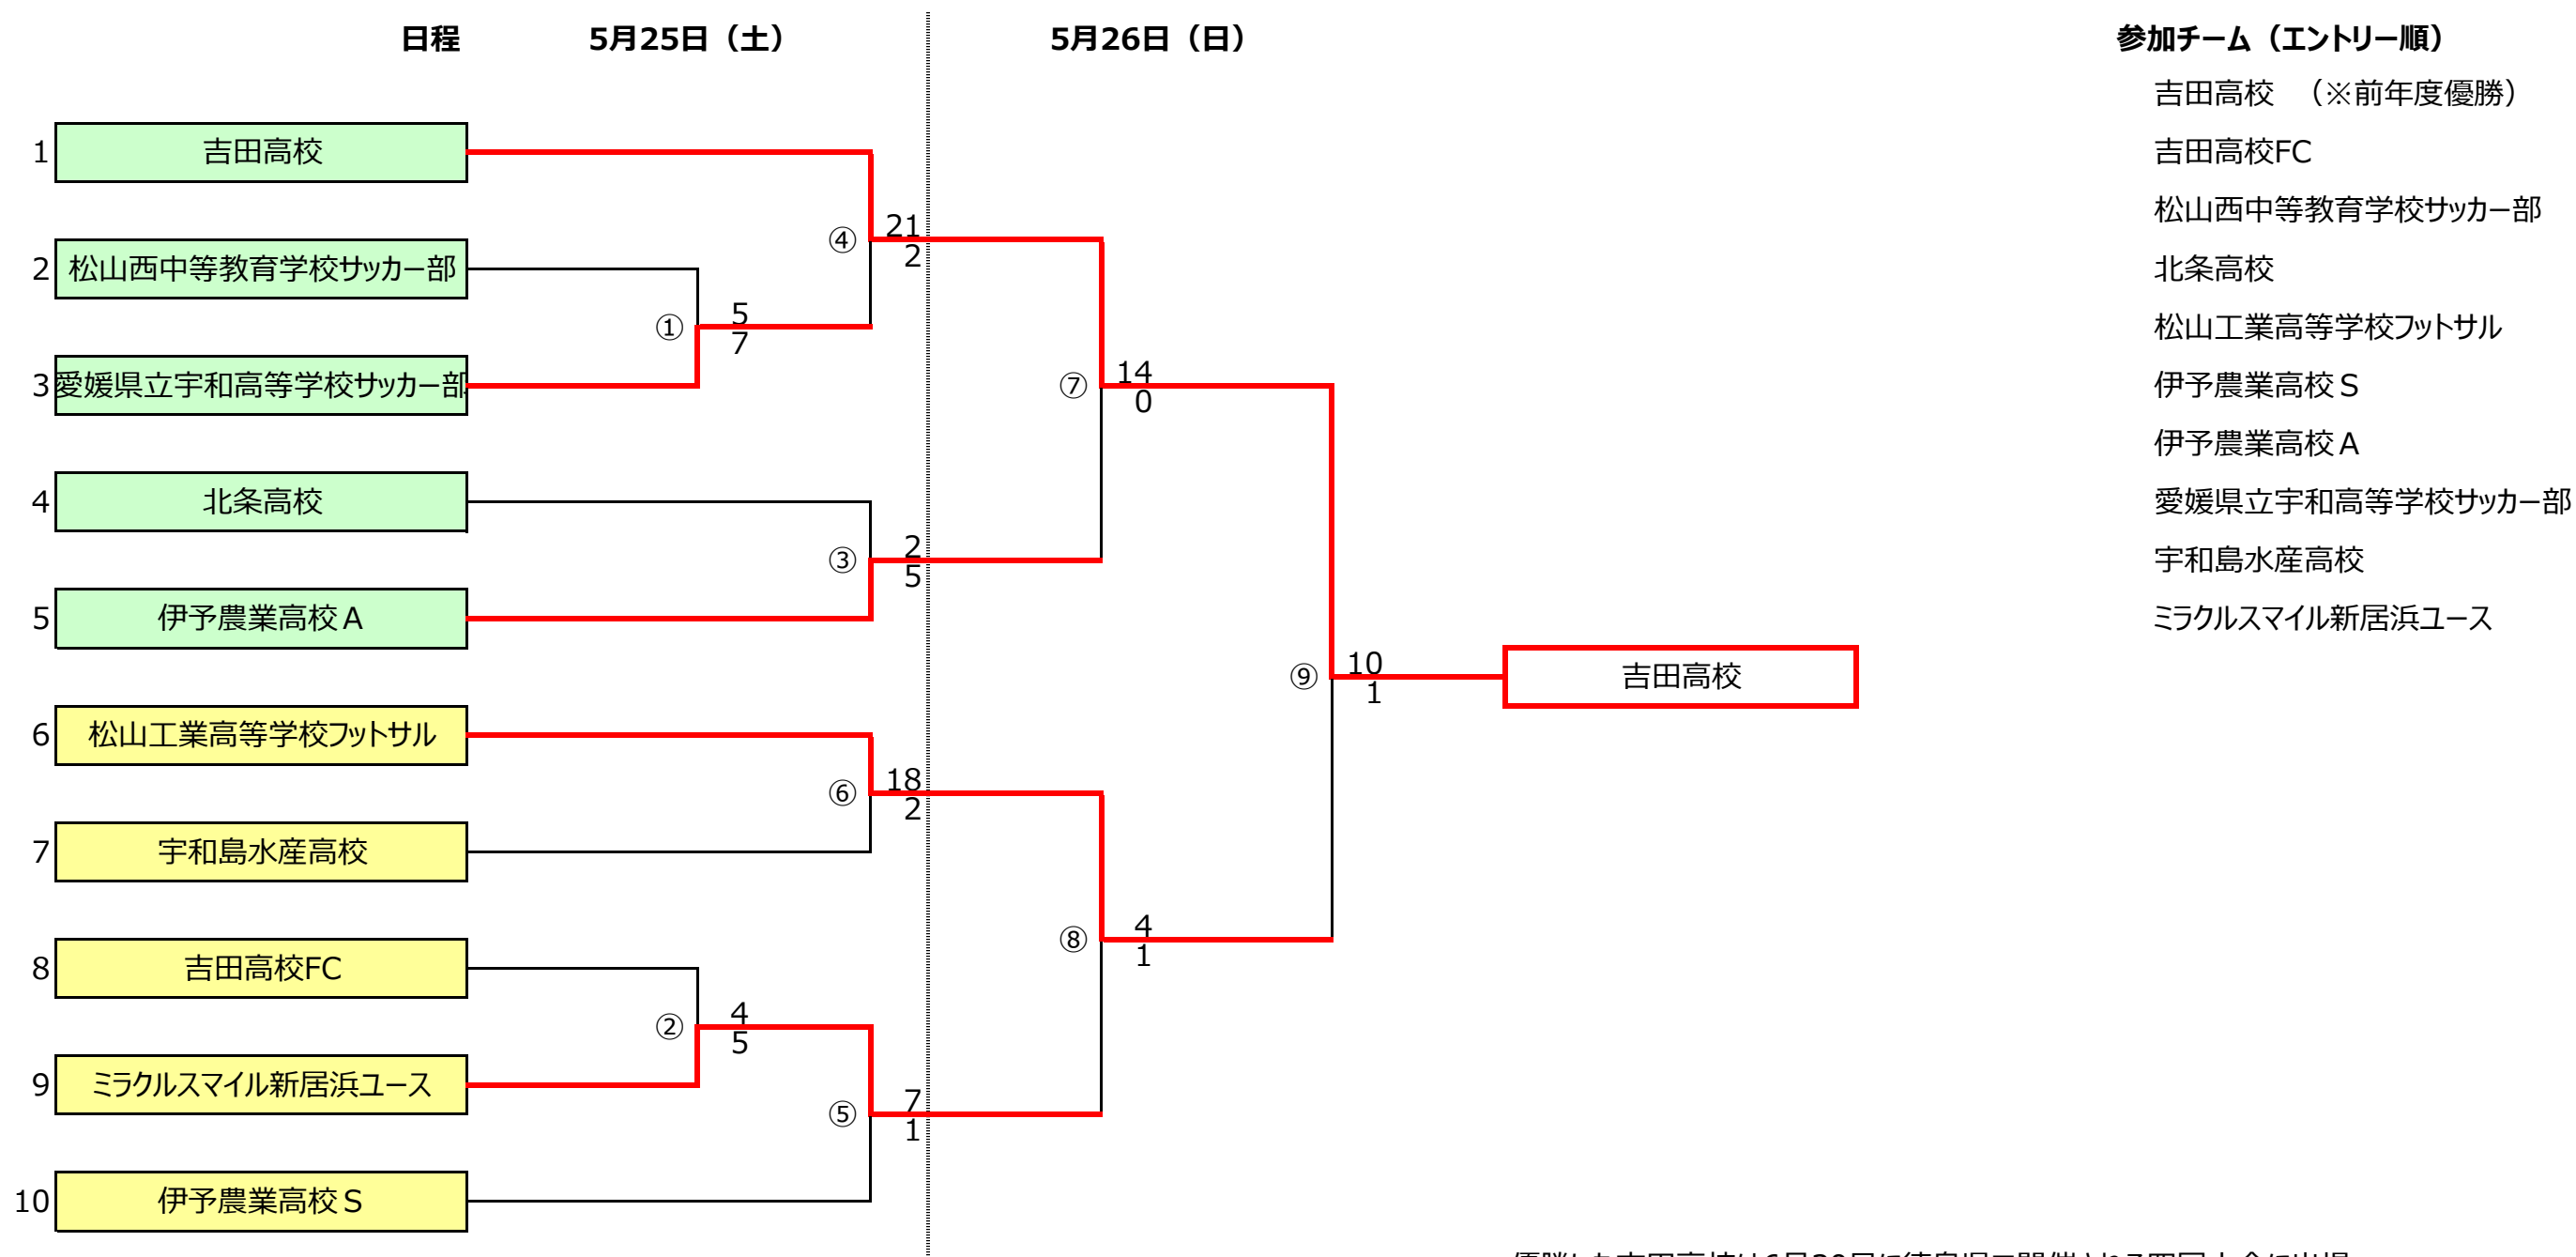 日程 5月25日（土） 5月26日（日） 参加チーム（エントリー順）
吉田高校 （※前年度優勝）
1 吉田高校
吉田高校FC
松山西中等教育学校サッカー部
④ 21
2
2 松山西中等教育学校サッカー部
北条高校
① 5
7
松山工業高等学校フットサル
3 愛媛県立宇和高等学校サッカー部
⑦ 14
0
伊予農業高校S
伊予農業高校A
4 北条高校
愛媛県立宇和高等学校サッカー部
③ 2
5
宇和島水産高校
5 伊予農業高校A
ミラクルスマイル新居浜ユース
⑨ 10
1
吉田高校
6 松山工業高等学校フットサル
⑥ 18
2
7 宇和島水産高校
⑧ 4
1
8 吉田高校FC
② 4
5
9 ミラクルスマイル新居浜ユース
⑤ 7
1
10 伊予農業高校S